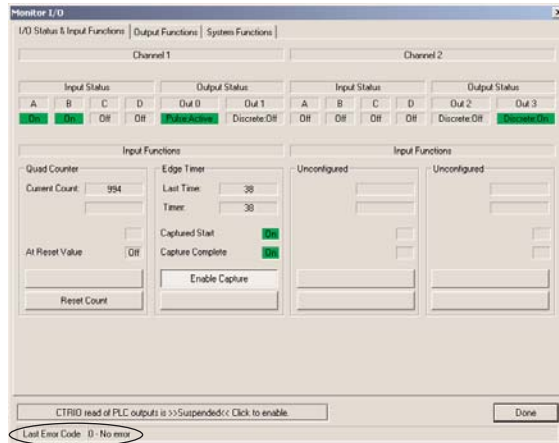 Monitor I/O
I/O Status & Input Functions Output Functions System Functions
Channel 1 Channel 2
Input Status Output Status Input Status Output Status
A B C D Out 0 Out 1 A B C D Out 2 Out 3
On On Off Off Pulse:Active Discrete:Off Off Off Off Off Discrete:Off Discrete:On
Input Functions Input Functions
Quad Counter Edge Timer Unconfigured Unconfigured
Current Count: 994 Last Time: 38
Timer: 38
Captured Start On
At Reset Value Off Capture Complete On
Enable Capture
Reset Count
CTRIO read of PLC outputs is >>Suspended<< Click to enable. Done
Last Error Code 0 - No error